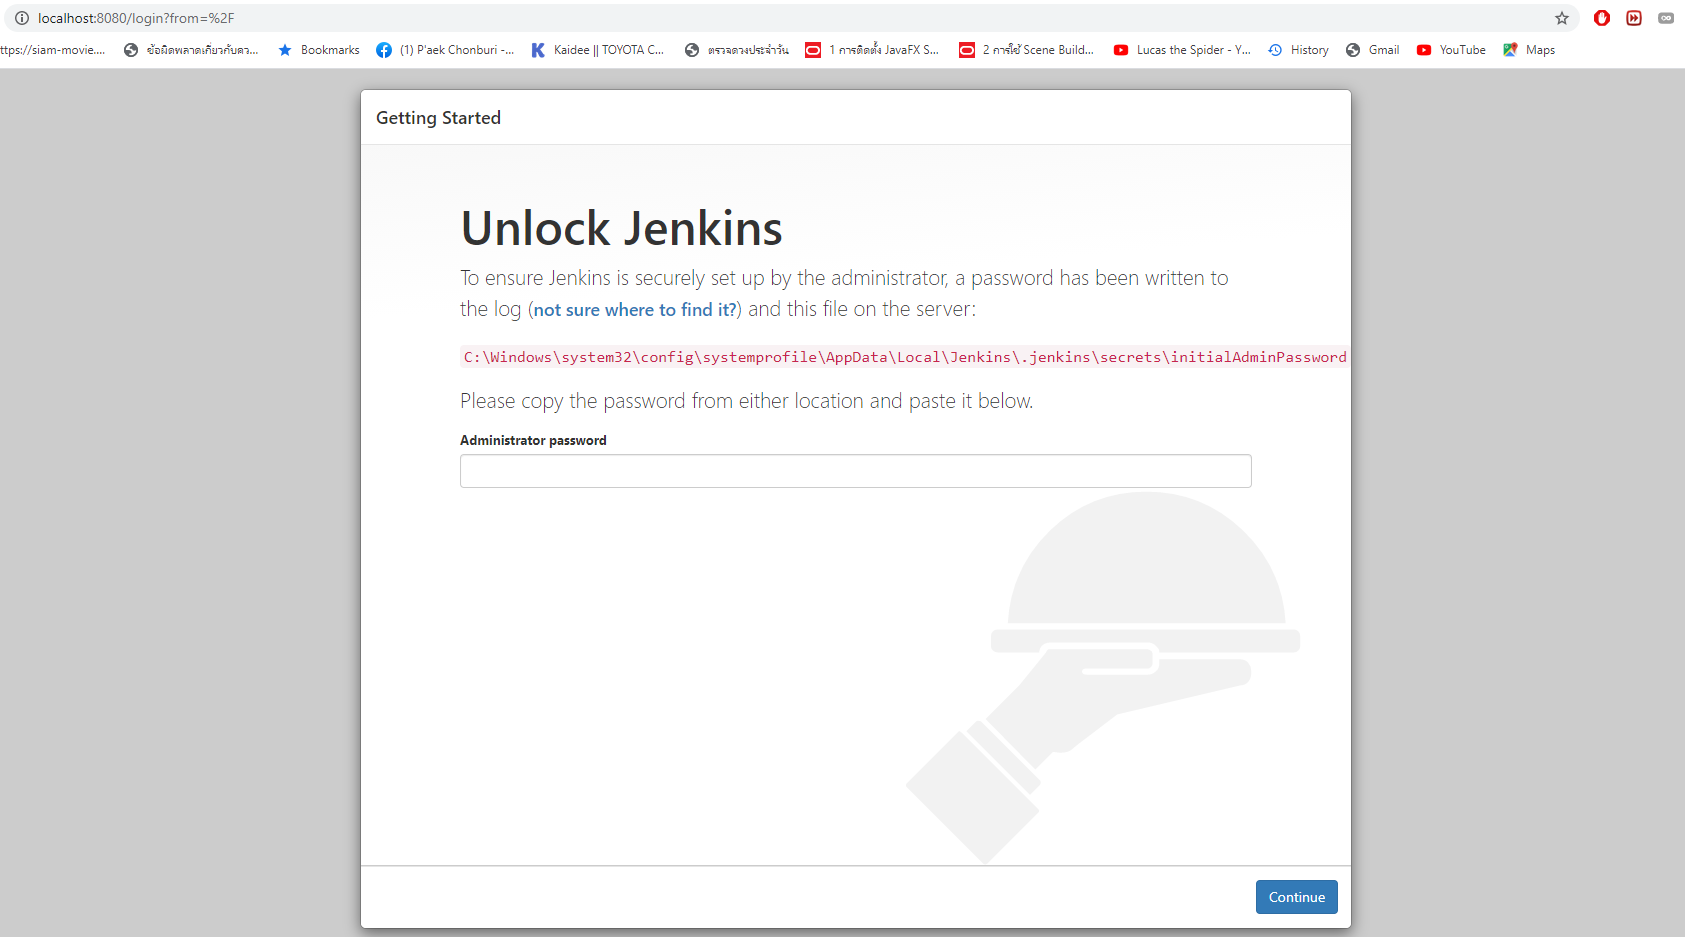 localhost:8080/login?from=%2F
ttps://siam-movie.... ข้อผิดพลาดเกี่ยวกับคว... Bookmarks (1) P'aek Chonburi -... Kaidee || TOYOTA C... ตรวจดวงประจำวัน 1 การติดตั้ง JavaFX S... 2 การใช้ Scene Build... Lucas the Spider - Y... History Gmail YouTube Maps
Getting Started
Unlock Jenkins
To ensure Jenkins is securely set up by the administrator, a password has been written to
the log (not sure where to find it?) and this file on the server:
C:\Windows\system32\config\systemprofile\AppData\Local\Jenkins\.jenkins\secrets\initialAdminPassword
Please copy the password from either location and paste it below.
Administrator password
Continue